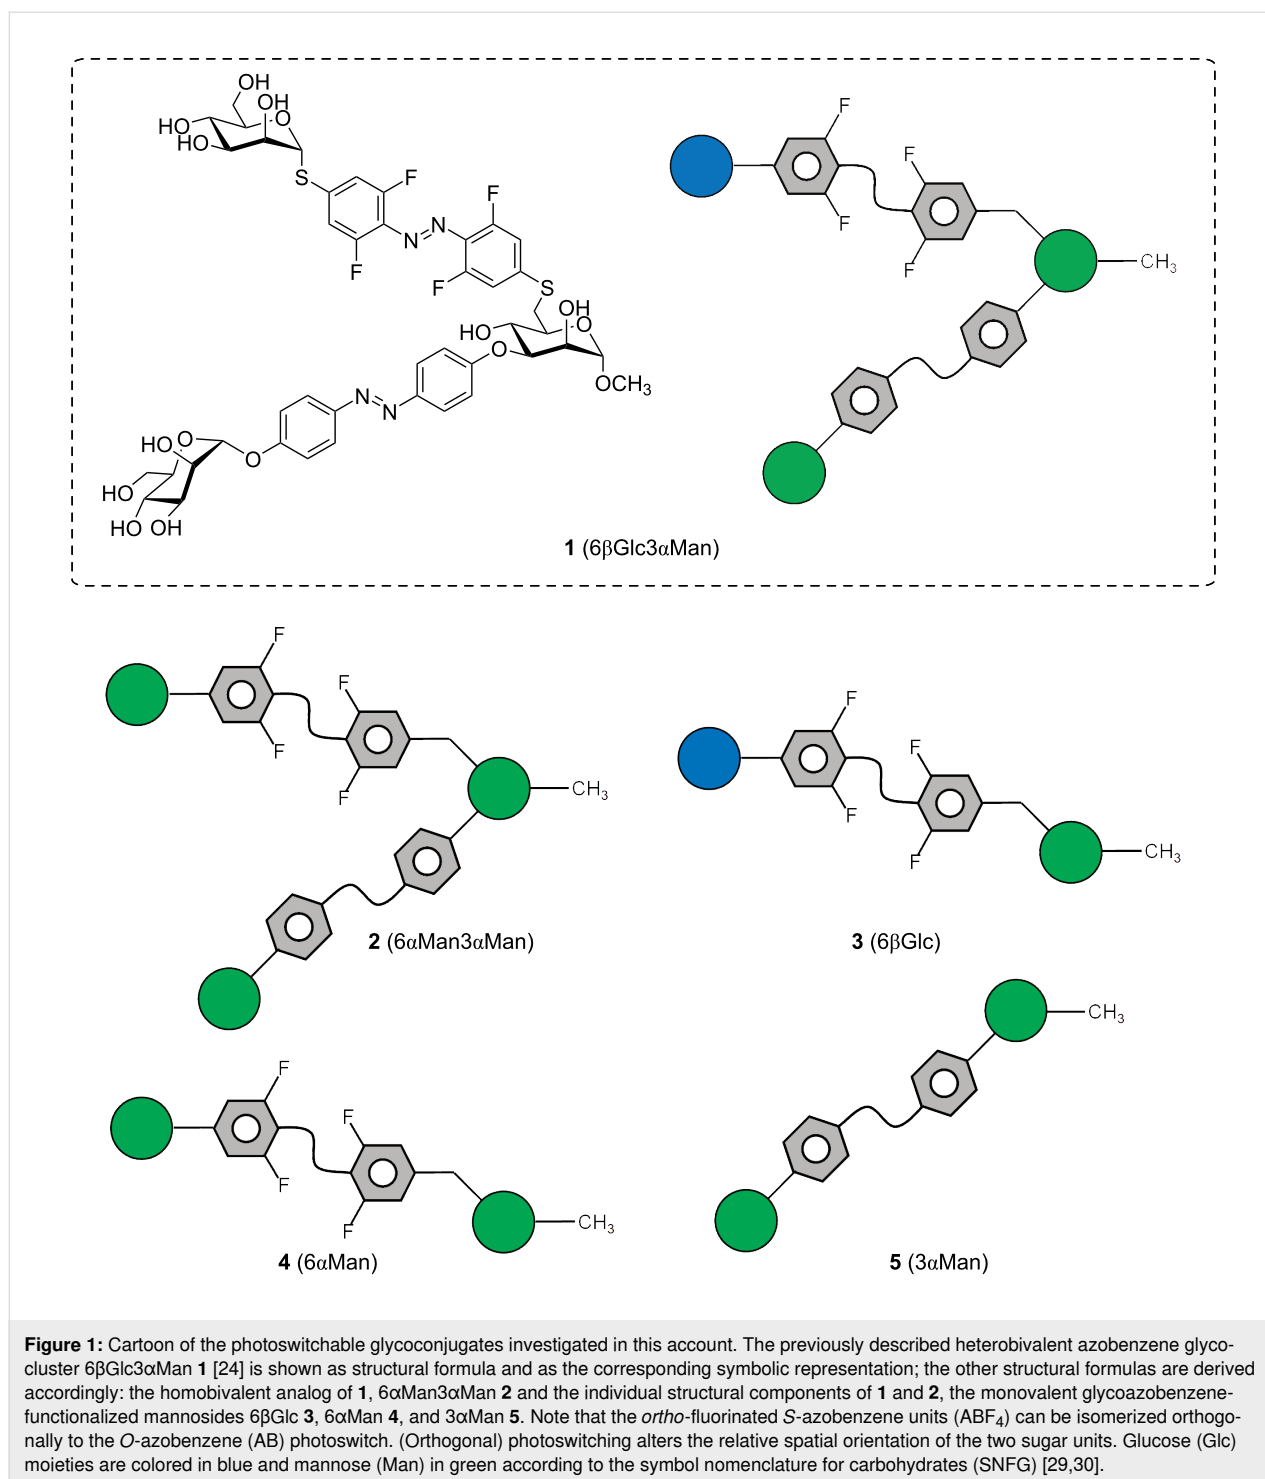 OH
OH
O
HO
HO
S
F
F
N
N
F
F
S
OH
HO
O
O
OCH3
N
N
HO
O
O
HO
HO OH
F
F
F
F
CH3
1 (6βGlc3αMan)
F
F
F
F
CH3
2 (6αMan3αMan)
F
F
F
F
CH3
3 (6βGlc)
F
F
F
F
CH3
4 (6αMan)
CH3
5 (3αMan)
Figure 1: Cartoon of the photoswitchable glycoconjugates investigated in this account. The previously described heterobivalent azobenzene glyco-
cluster 6βGlc3αMan 1 [24] is shown as structural formula and as the corresponding symbolic representation; the other structural formulas are derived
accordingly: the homobivalent analog of 1, 6αMan3αMan 2 and the individual structural components of 1 and 2, the monovalent glycoazobenzene-
functionalized mannosides 6βGlc 3, 6αMan 4, and 3αMan 5. Note that the ortho-fluorinated S-azobenzene units (ABF4) can be isomerized orthogo-
nally to the O-azobenzene (AB) photoswitch. (Orthogonal) photoswitching alters the relative spatial orientation of the two sugar units. Glucose (Glc)
moieties are colored in blue and mannose (Man) in green according to the symbol nomenclature for carbohydrates (SNFG) [29,30].